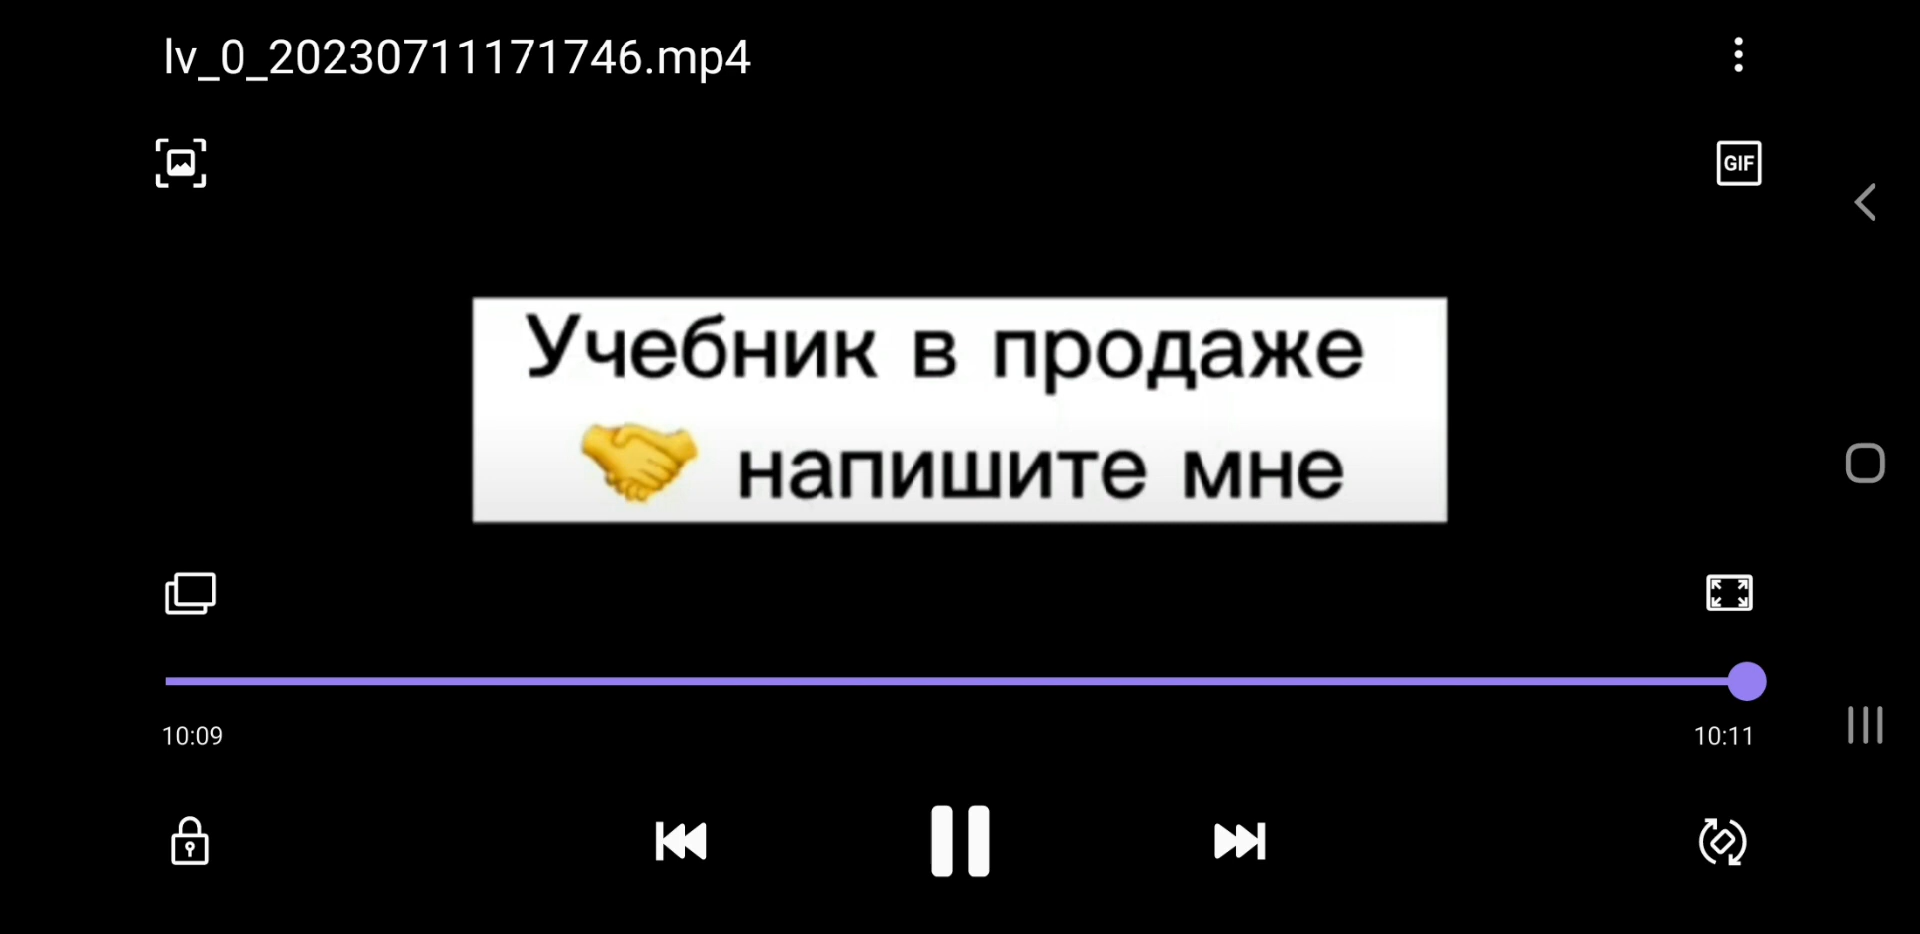 lv_0_20230711171746.mp4
GIF
Учебник в продаже
🤝 напишите мне
10:09
10:11